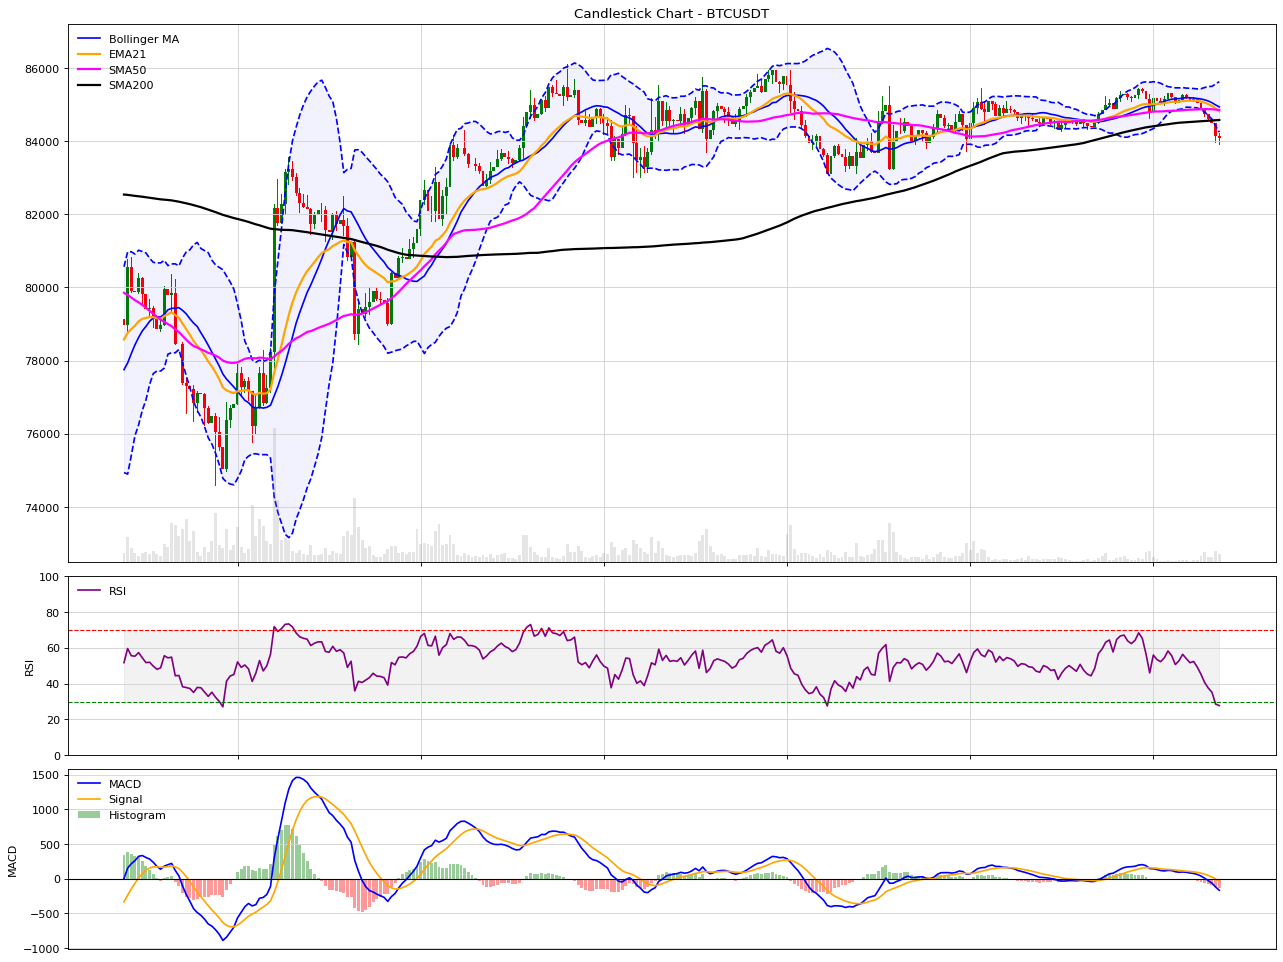 Candlestick Chart - BTCUSDT
Bollinger MA
EMA21
SMA50
SMA200
86000
84000
82000
80000
78000
76000
74000
RSI
100
80
60
40
20
0
RSI
MACD
Signal
Histogram
1500
1000
500
0
−500
−1000
MACD